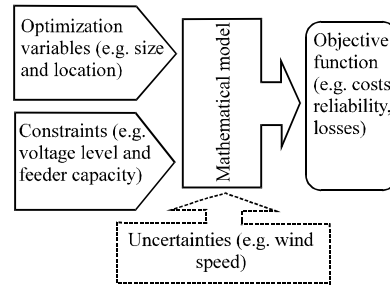 Optimization
variables (e.g. size
and location)
Constraints (e.g.
voltage level and
feeder capacity)
Mathematical model
Objective
function
(e.g. costs,
reliability,
losses)
Uncertainties (e.g. wind
speed)